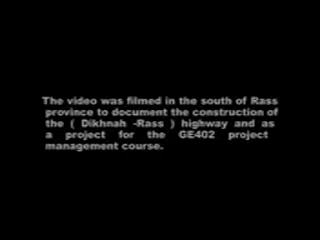 The video was filmed in the south of Rass
province to document the construction of
the ( Dikhnah -Rass ) highway and as
a project for the GE402 project
management course.